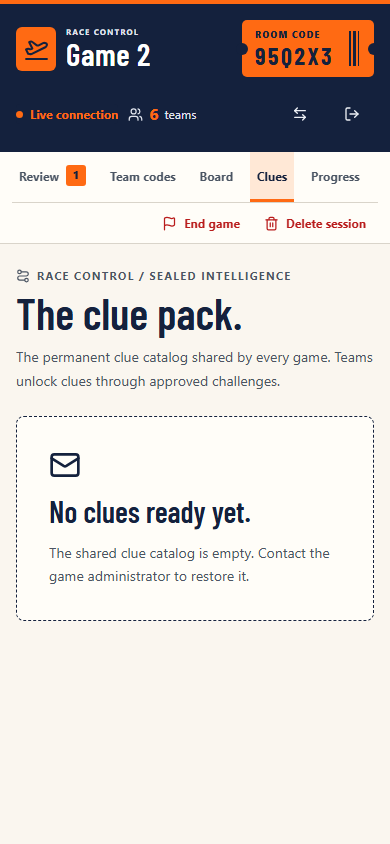 RACE CONTROL
Game 2
ROOM CODE
95Q2X3
Live connection 6 teams
Review 1 Team codes Board Clues Progress
End game Delete session
RACE CONTROL / SEALED INTELLIGENCE
The clue pack.
The permanent clue catalog shared by every game. Teams
unlock clues through approved challenges.
No clues ready yet.
The shared clue catalog is empty. Contact the
game administrator to restore it.